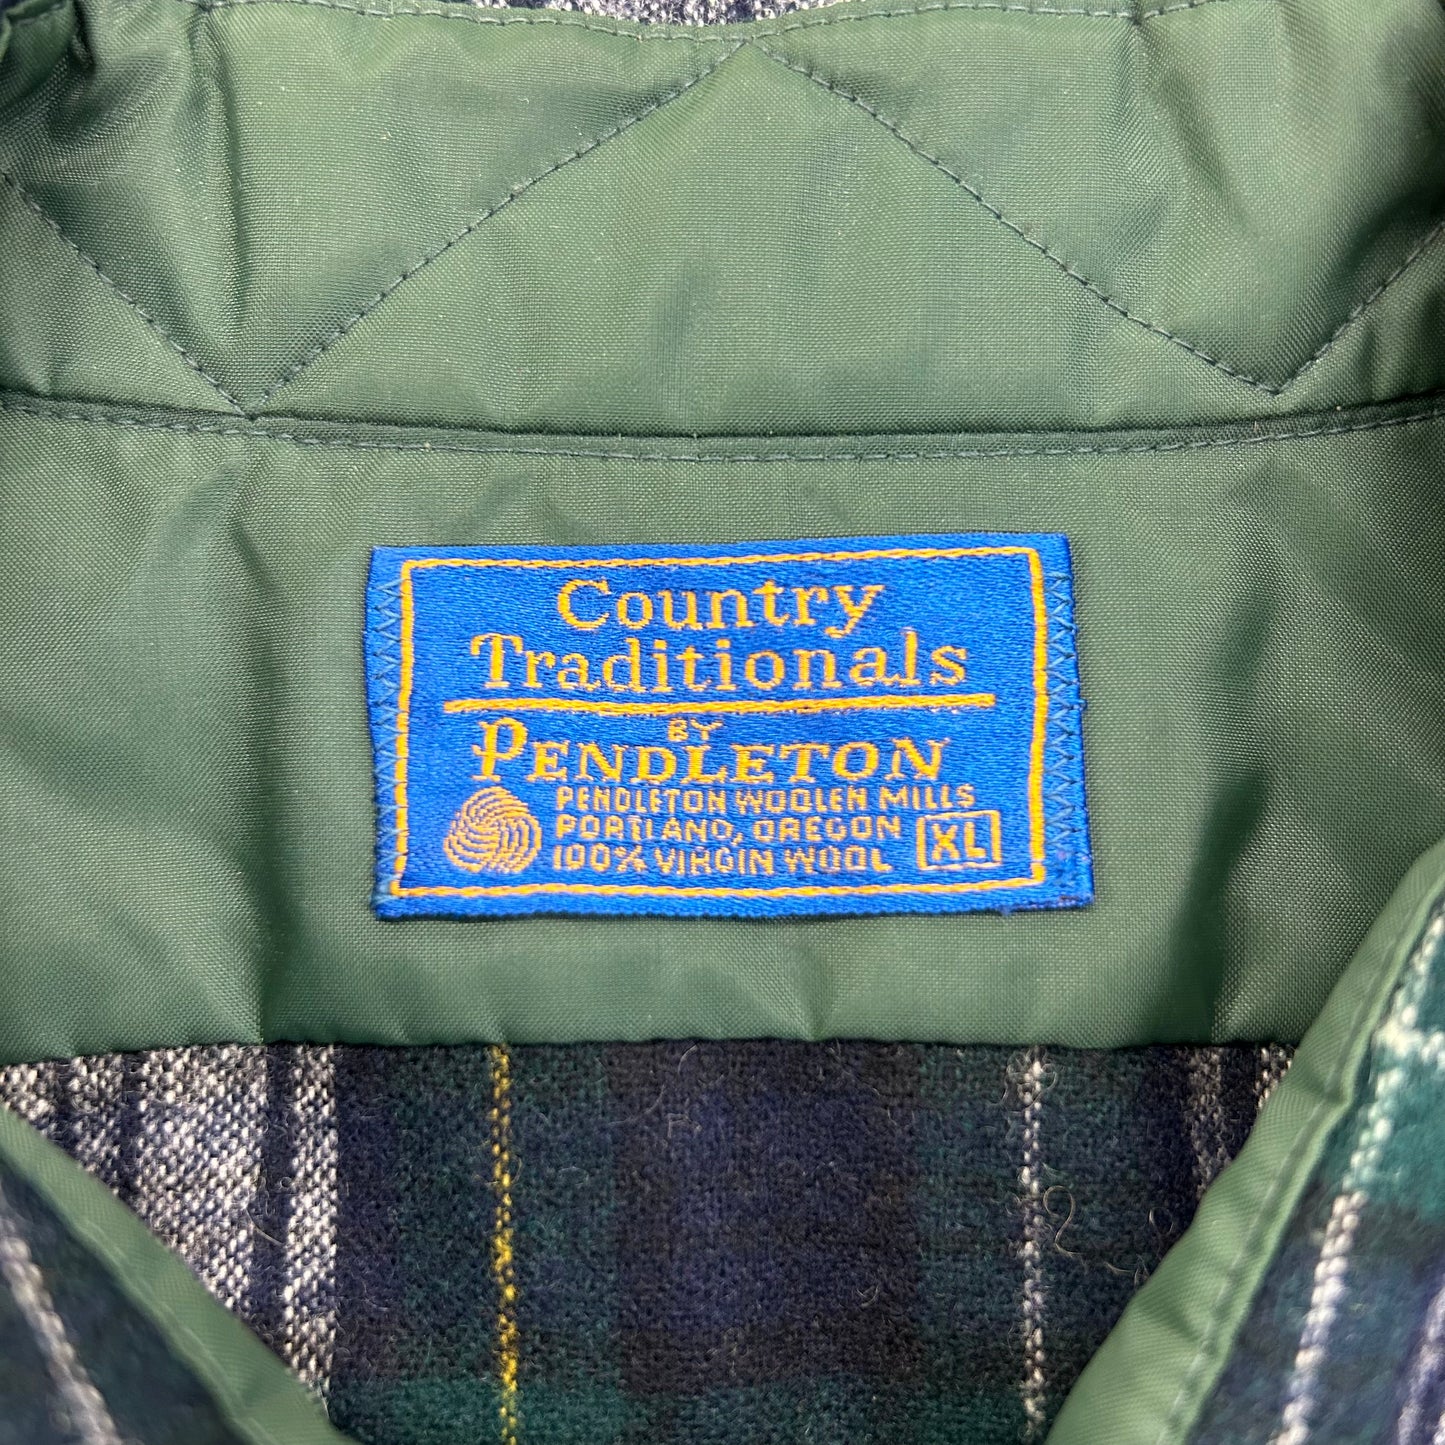 Country
Traditionals
BY
PENDLETON
PENDLETON WOOLEN MILLS
PORTLAND, OREGON
100% VIRGIN WOOL
XL